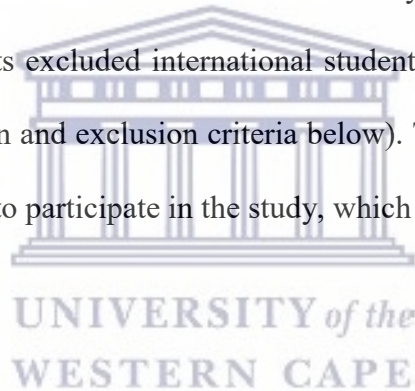 ts excluded international student
n and exclusion criteria below). T
to participate in the study, which
UNIVERSITY of the
WESTERN CAPE